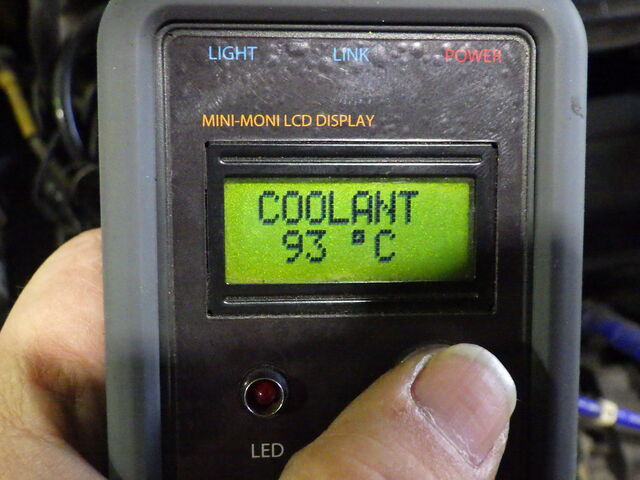 LIGHT LINK POWER
MINI-MONI LCD DISPLAY
COOLANT
93 °C
LED